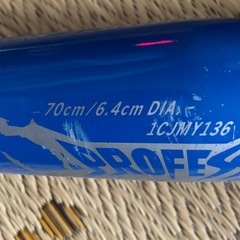 70cm/6.4cm DIA.
1CJMY136
PROFES